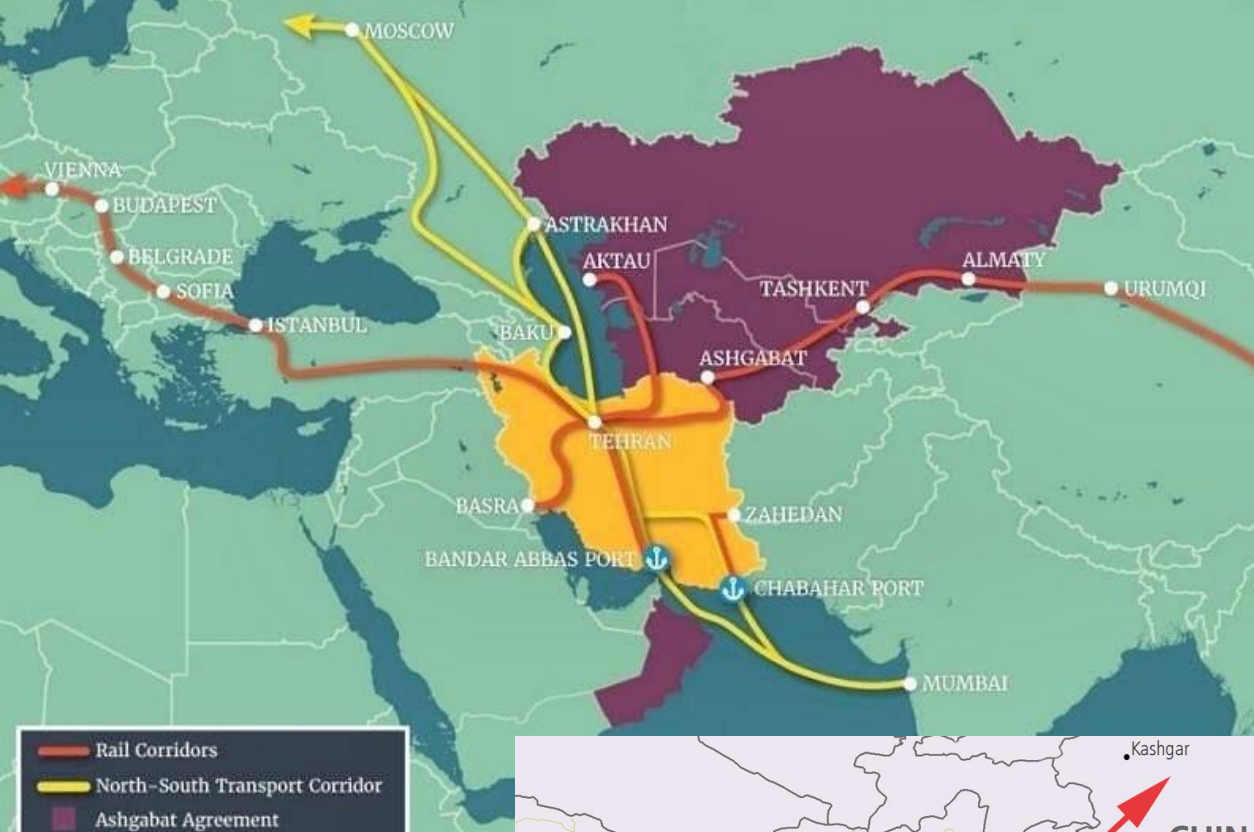 MOSCOW
VIENNA
BUDAPEST
ASTRAKHAN
BELGRADE
AKTAU
ALMATY
SOFIA
TASHKENT
URUMQI
ISTANBUL
BAKU
ASHGABAT
TEHRAN
BASRA
ZAHEDAN
BANDAR ABBAS PORT
CHABAHAR PORT
MUMBAI
Rail Corridors
North-South Transport Corridor
Ashgabat Agreement
Kashgar